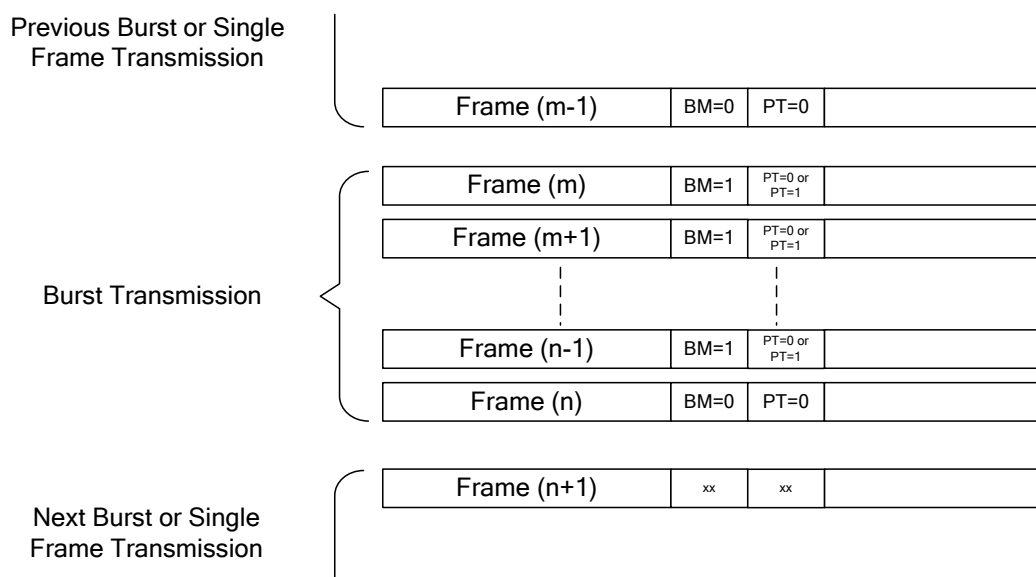 Previous Burst or Single
Frame Transmission
Frame (m-1) BM=0 PT=0
Frame (m) BM=1 PT=0 or
PT=1
Frame (m+1) BM=1 PT=0 or
PT=1
Burst Transmission
Frame (n-1) BM=1 PT=0 or
PT=1
Frame (n) BM=0 PT=0
Frame (n+1) xx xx
Next Burst or Single
Frame Transmission